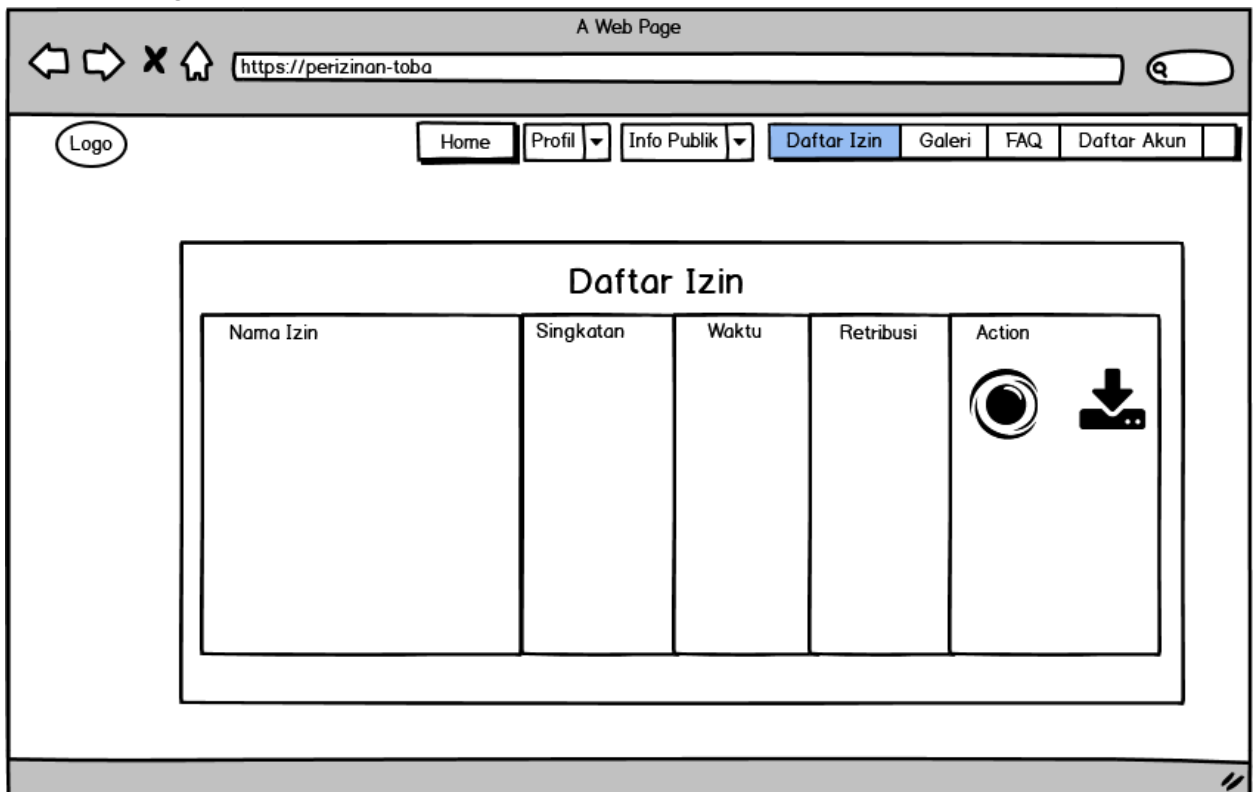 A Web Page
https://perizinan-toba
Logo
Home Profil Info Publik Daftar Izin Galeri FAQ Daftar Akun
Daftar Izin
Nama Izin Singkatan Waktu Retribusi Action